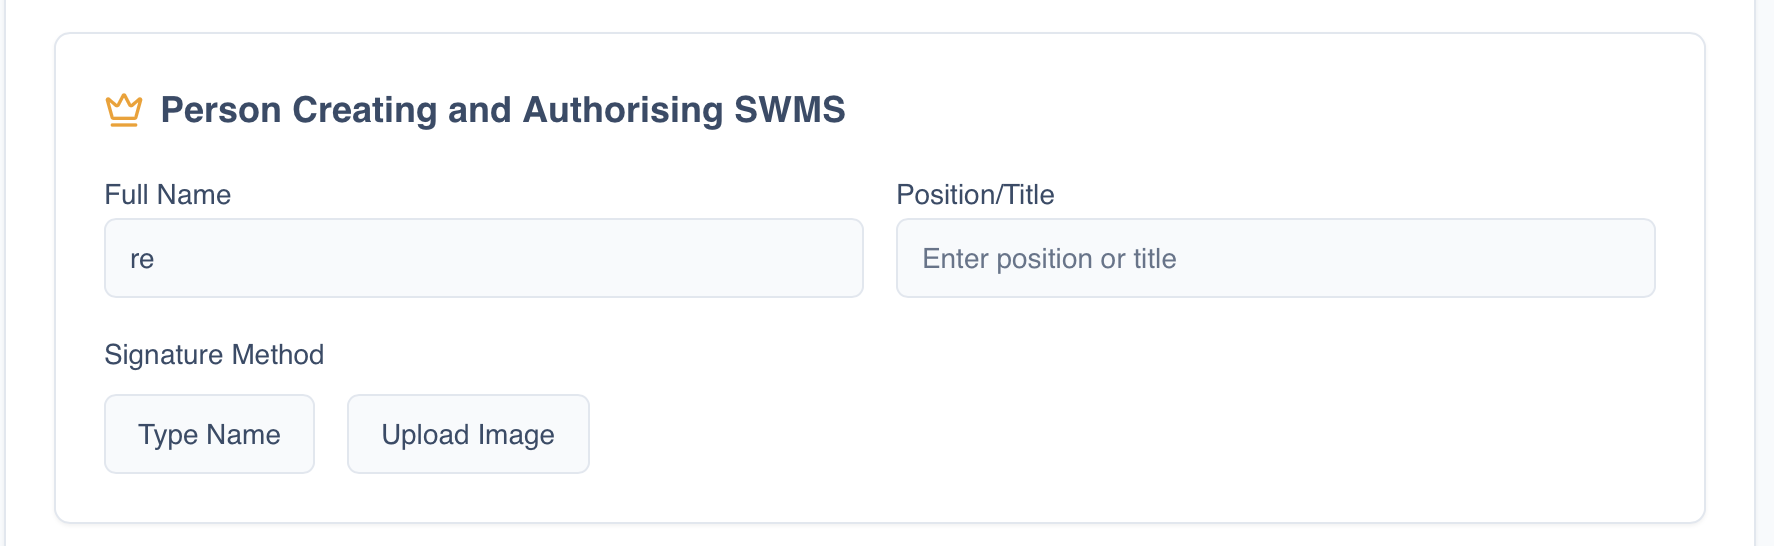 Person Creating and Authorising SWMS
Full Name
Position/Title
re
Enter position or title
Signature Method
Type Name
Upload Image